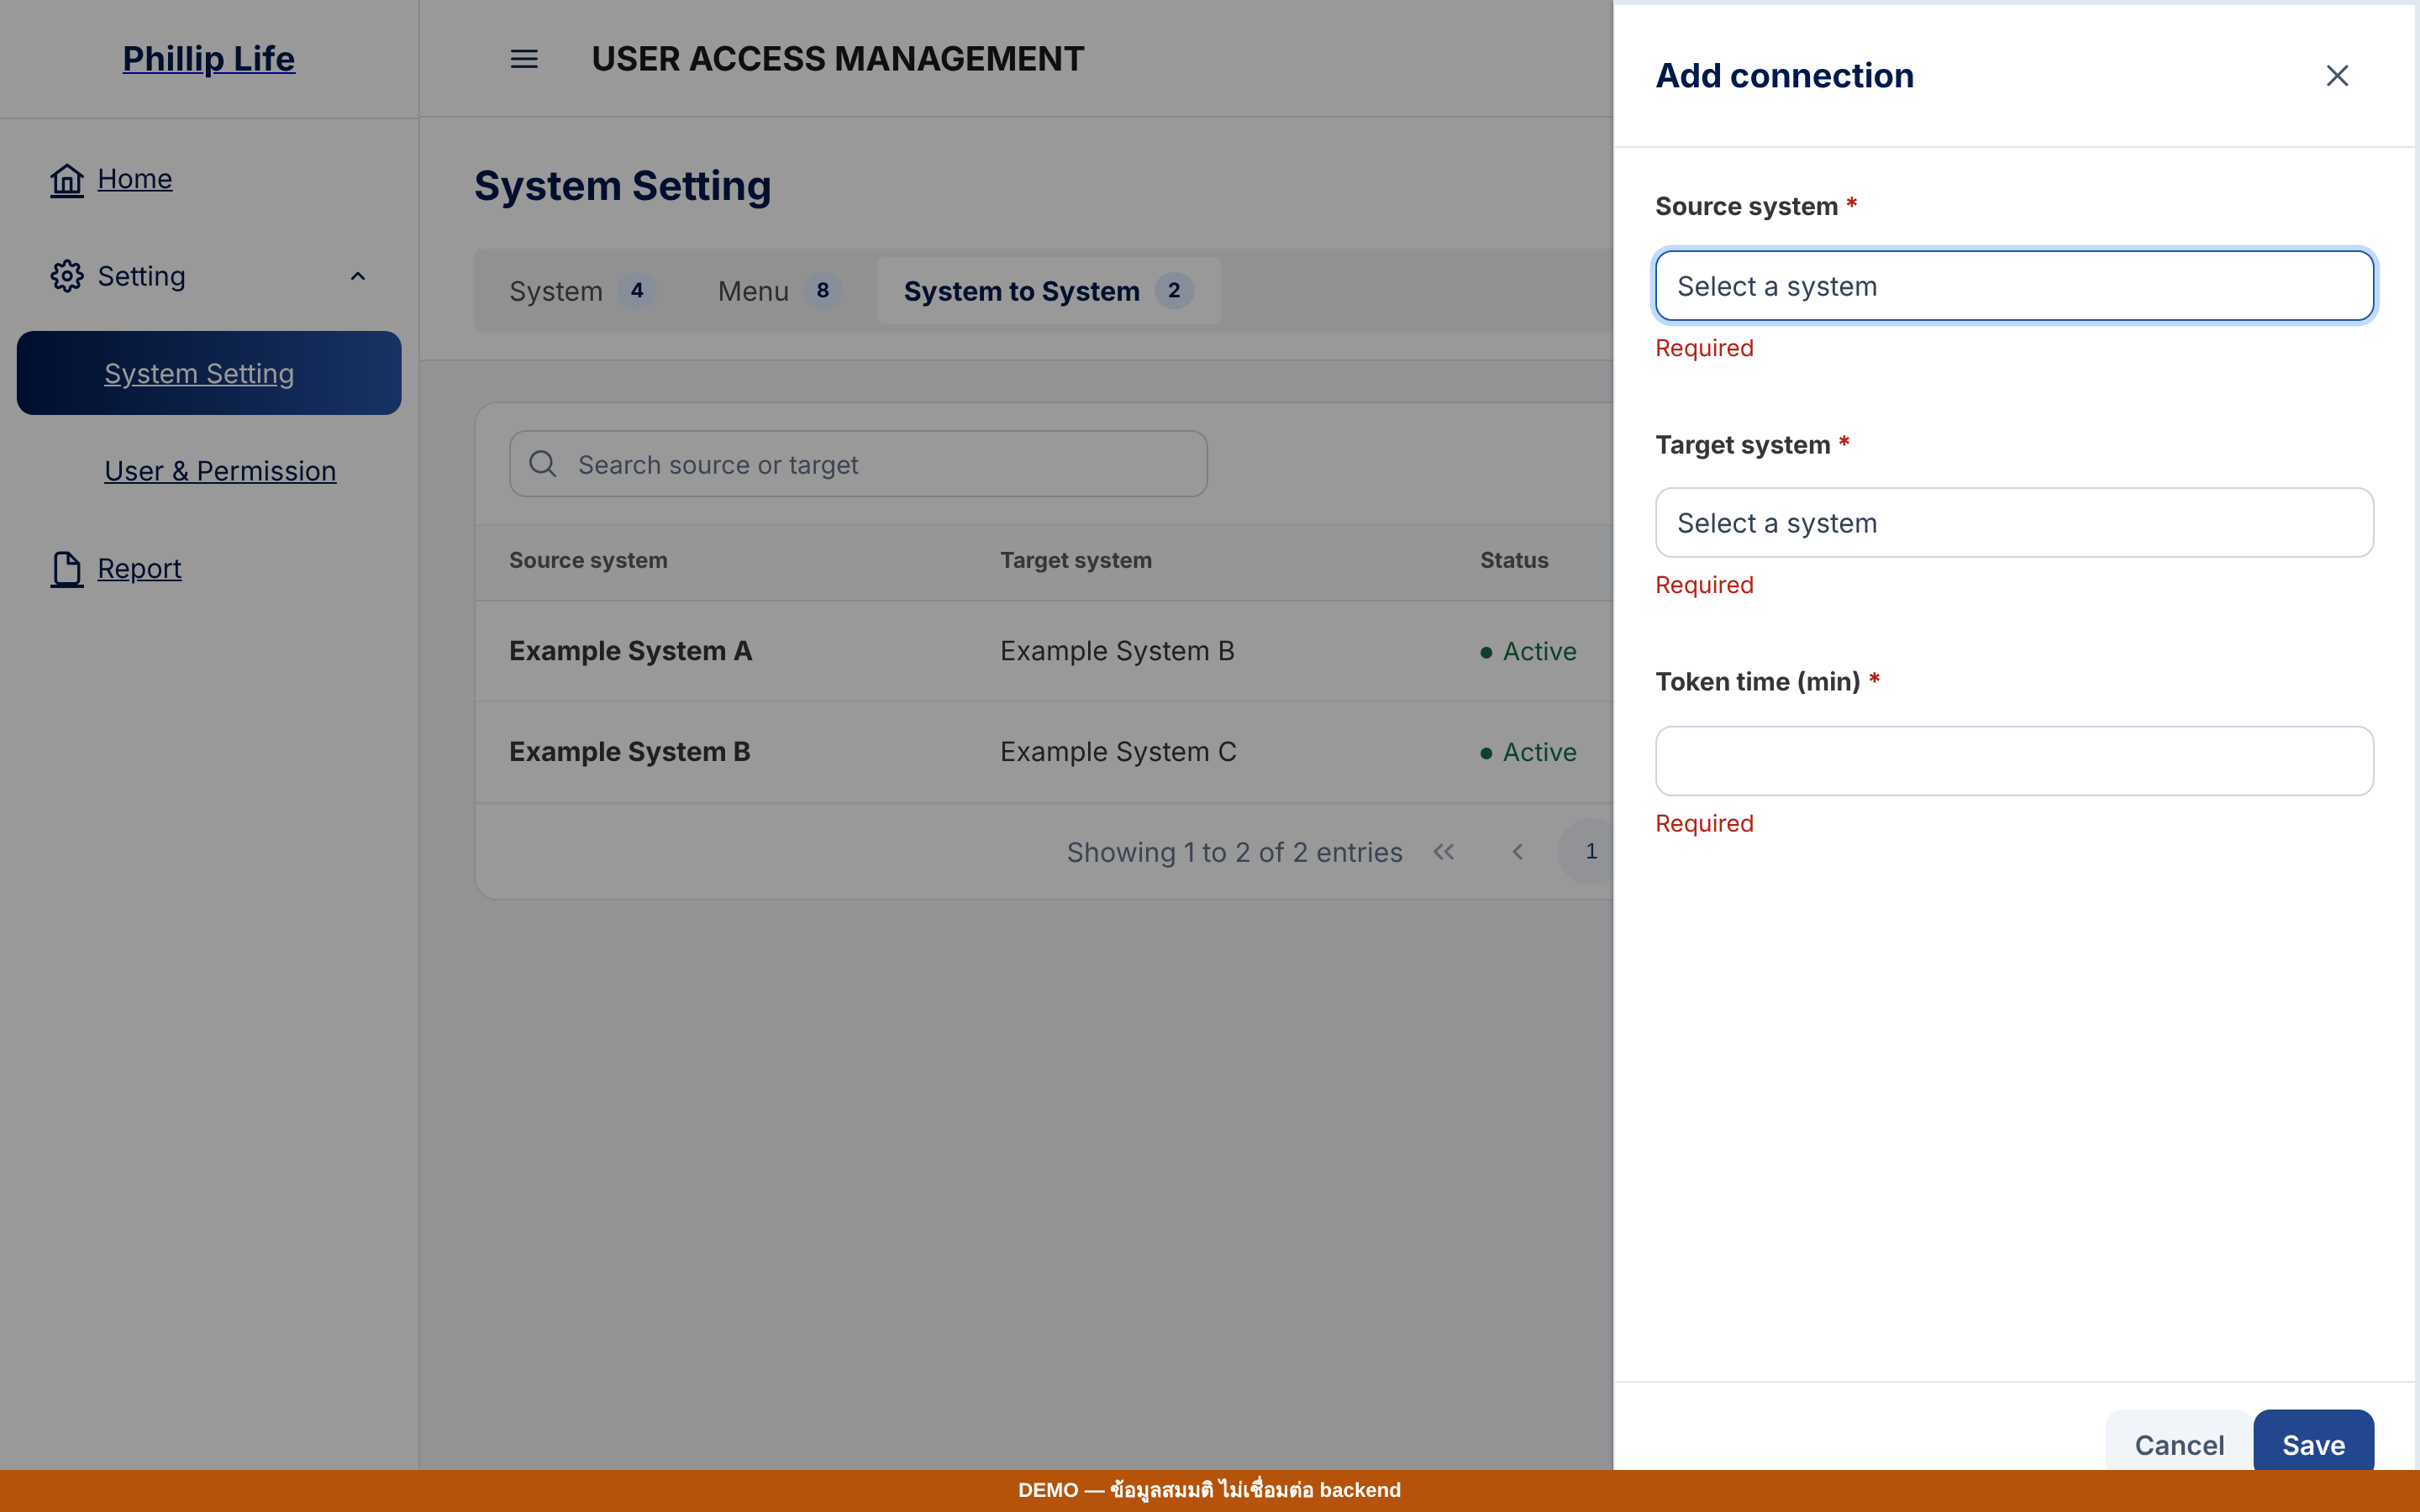 Phillip Life
USER ACCESS MANAGEMENT
Home
Setting
System Setting
User & Permission
Report
System Setting
System 4 Menu 8 System to System 2
Search source or target
Source system Target system Status
Example System A Example System B Active
Example System B Example System C Active
Showing 1 to 2 of 2 entries 1
Add connection
Source system *
Select a system
Required
Target system *
Select a system
Required
Token time (min) *
Required
Cancel Save
DEMO — ข้อมูลสมมติ ไม่เชื่อมต่อ backend